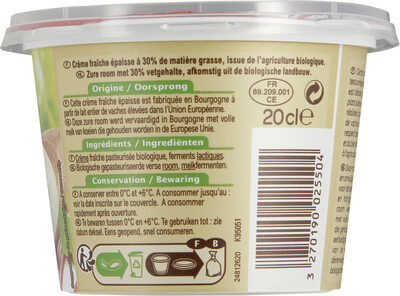 Crème fraîche épaisse à 30% de matière grasse, issue de l'agriculture biologique.
Zure room met 30% vetgehalte, afkomstig uit de biologische landbouw.
Origine / Oorsprong
Cette crème fraîche épaisse est fabriquée en Bourgogne à
partir de lait entier de vaches élevées dans l'Union Européenne.
Deze zure room werd vervaardigd in Bourgogne met volle
melk van koeien die gehouden worden in de Europese Unie.
Ingrédients / Ingrediënten
Crème fraîche pasteurisée biologique, ferments lactiques.
Biologische gepasteuriseerde verse room, melkfermenten.
Conservation / Bewaring
A conserver entre 0°C et +6°C. A consommer jusqu'au :
voir la date inscrite sur le couvercle. A consommer
rapidement après ouverture.
Te bewaren tussen 0°C en +6°C. Te gebruiken tot : zie
datum deksel. Eens geopend, snel consumeren.
F
B
24812620
K95051
FR
89.209.001
CE
20cl e
3 270190 025504